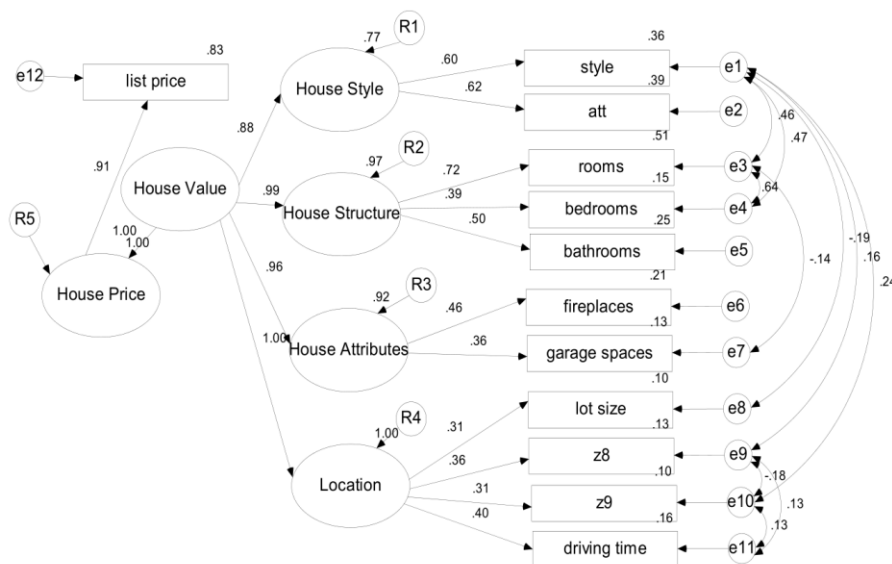 R1
.83
.77
.36
e12
list price
House Style
.60
style
e1
.39
.62
att
e2
.88
.51
.46
.47
.91
R2
.97
.72
rooms
e3
House Value
.15
.64
.99
House Structure
.39
bedrooms
e4
.25
R5
1.00
1.00
.50
bathrooms
e5
-.19
.16
.21
.24
.96
R3
-.14
House Price
.92
.46
fireplaces
e6
.13
1.00
House Attributes
.36
garage spaces
e7
.10
R4
lot size
e8
1.00
.31
.13
.36
z8
e9
Location
.10
-.18
.31
z9
e10
.13
.40
.16
.13
driving time
e11